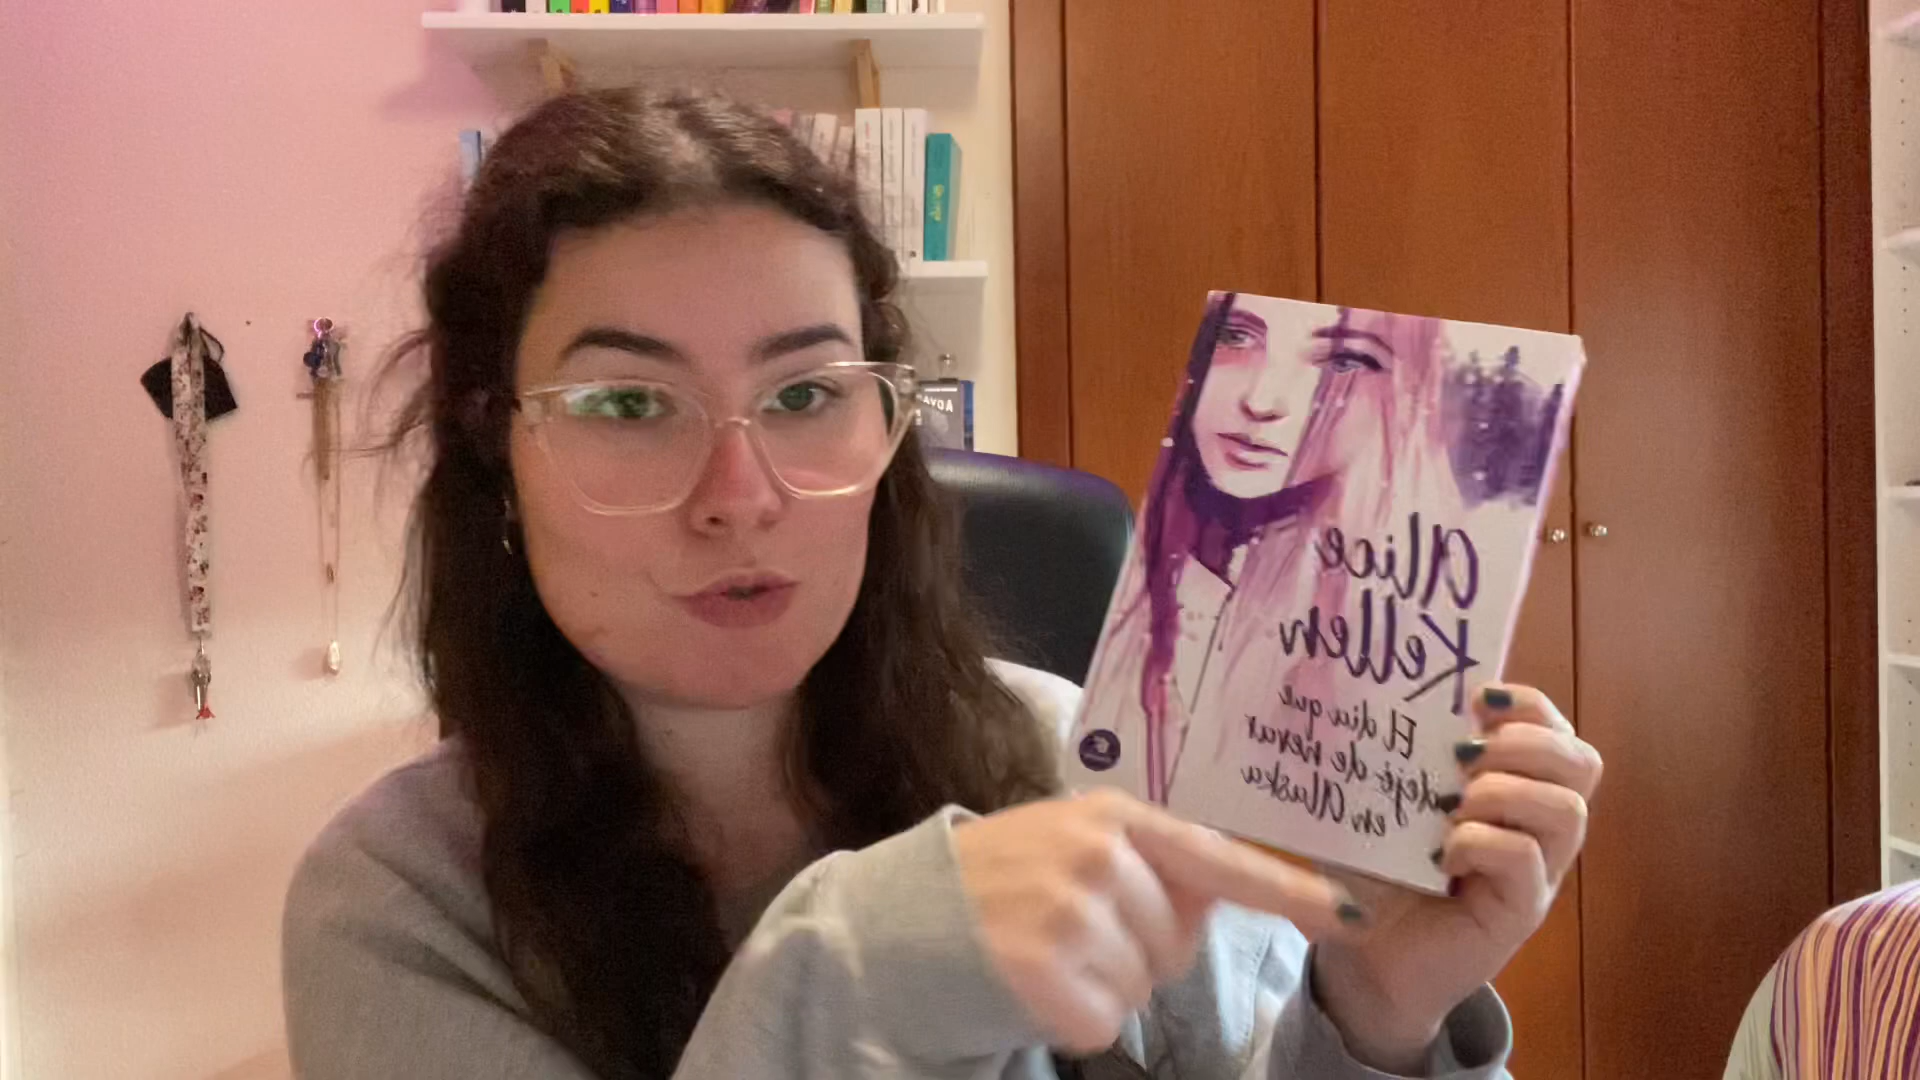 Alice
Kellen
El día que
dejó de nevar
en Alaska